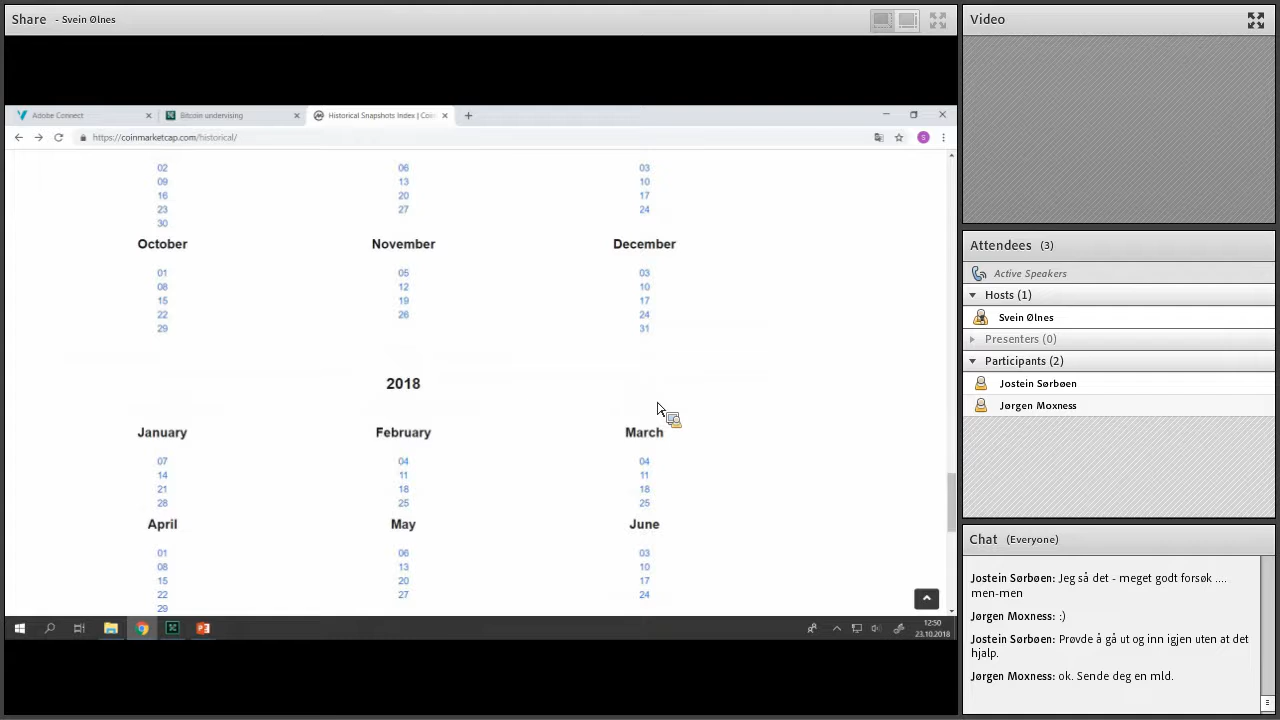 Share - Svein Ølnes
Video
Adobe Connect
Bitcoin undervising
Historical Snapshots Index | Coi
https://coinmarketcap.com/historical/
02 06 03
09 13 10
16 20 17
23 27 24
30
October November December
01 05 03
08 12 10
15 19 17
22 26 24
29 31
2018
January February March
07 04 04
14 11 11
21 18 18
28 25 25
April May June
01 06 03
08 13 10
15 20 17
22 27 24
29
12:50
23.10.2018
Attendees (3)
Active Speakers
Hosts (1)
Svein Ølnes
Presenters (0)
Participants (2)
Jostein Sørbøen
Jørgen Moxness
Chat (Everyone)
Jostein Sørbøen: Jeg så det - meget godt forsøk ....
men-men
Jørgen Moxness: :)
Jostein Sørbøen: Prøvde å gå ut og inn igjen uten at det
hjalp.
Jørgen Moxness: ok. Sende deg en mld.